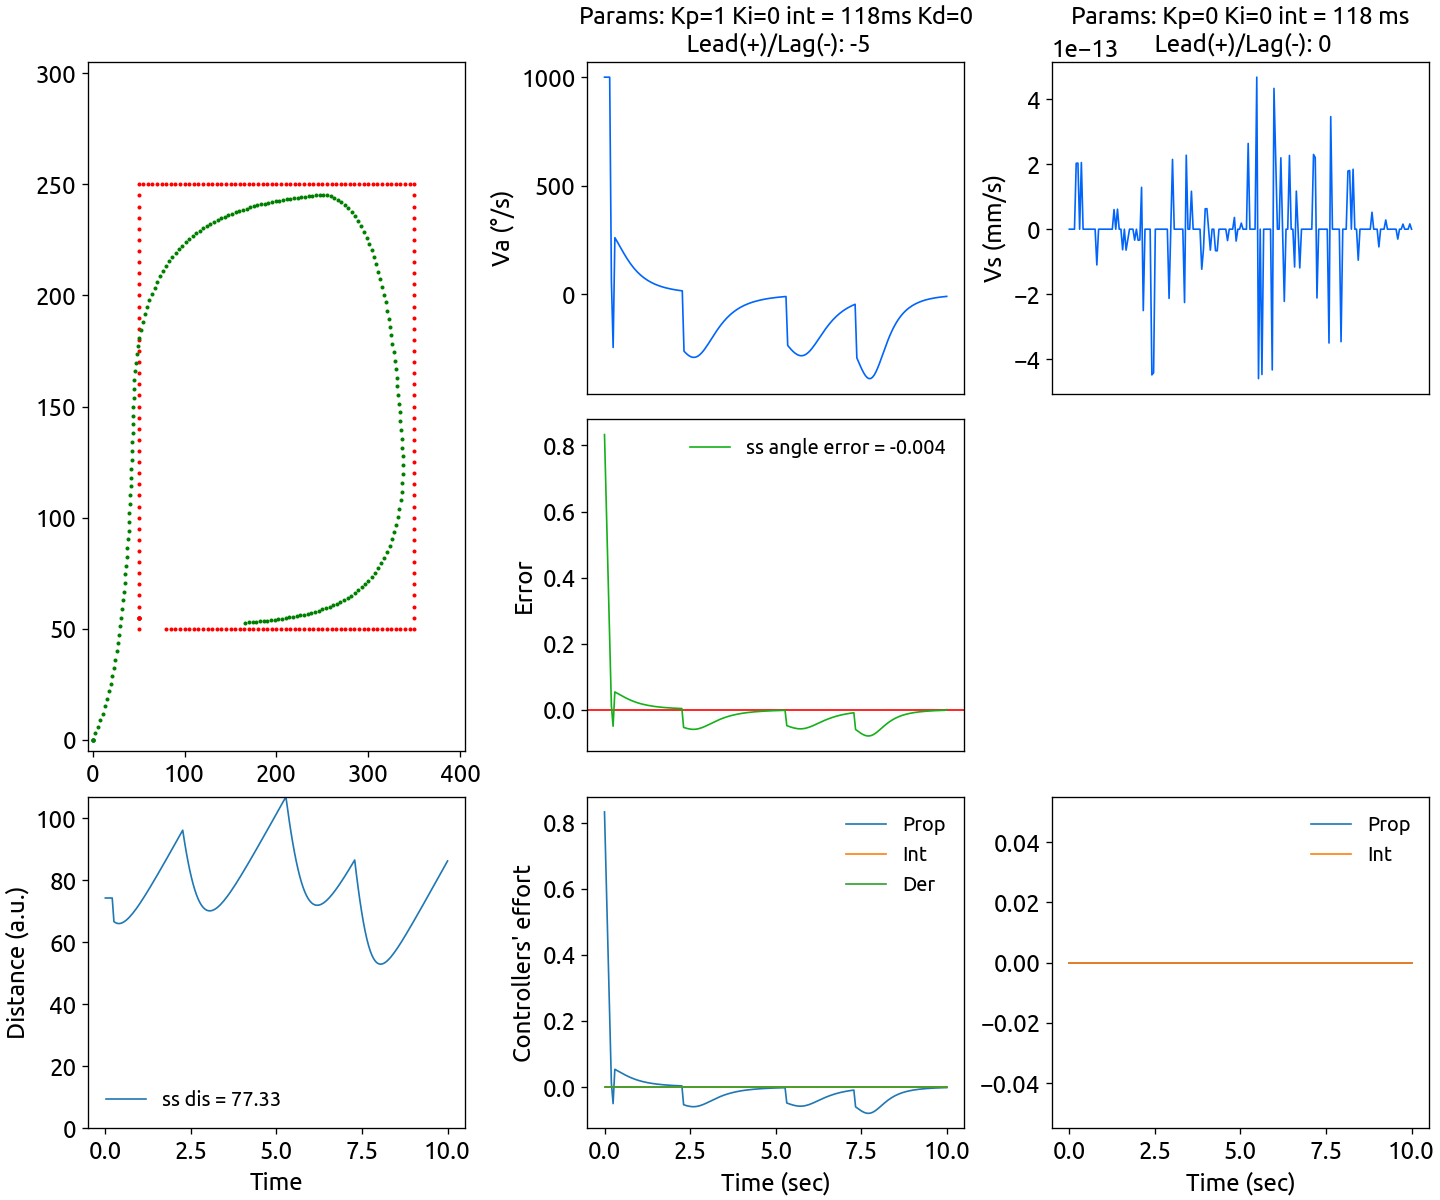 Params: Kp=1 Ki=0 int = 118ms Kd=0
Lead(+)/Lag(-): -5
Params: Kp=0 Ki=0 int = 118 ms
Lead(+)/Lag(-): 0
1e−13
300
250
200
150
100
50
0
0 100 200 300 400
1000
500
0
Va (°/s)
4
2
0
−2
−4
Vs (mm/s)
0.8
0.6
0.4
0.2
0.0
Error
ss angle error = -0.004
100
80
60
40
20
0
Distance (a.u.)
ss dis = 77.33
0.0 2.5 5.0 7.5 10.0
Time
0.8
0.6
0.4
0.2
0.0
Controllers' effort
Prop
Int
Der
0.0 2.5 5.0 7.5 10.0
Time (sec)
0.04
0.02
0.00
−0.02
−0.04
Prop
Int
0.0 2.5 5.0 7.5 10.0
Time (sec)